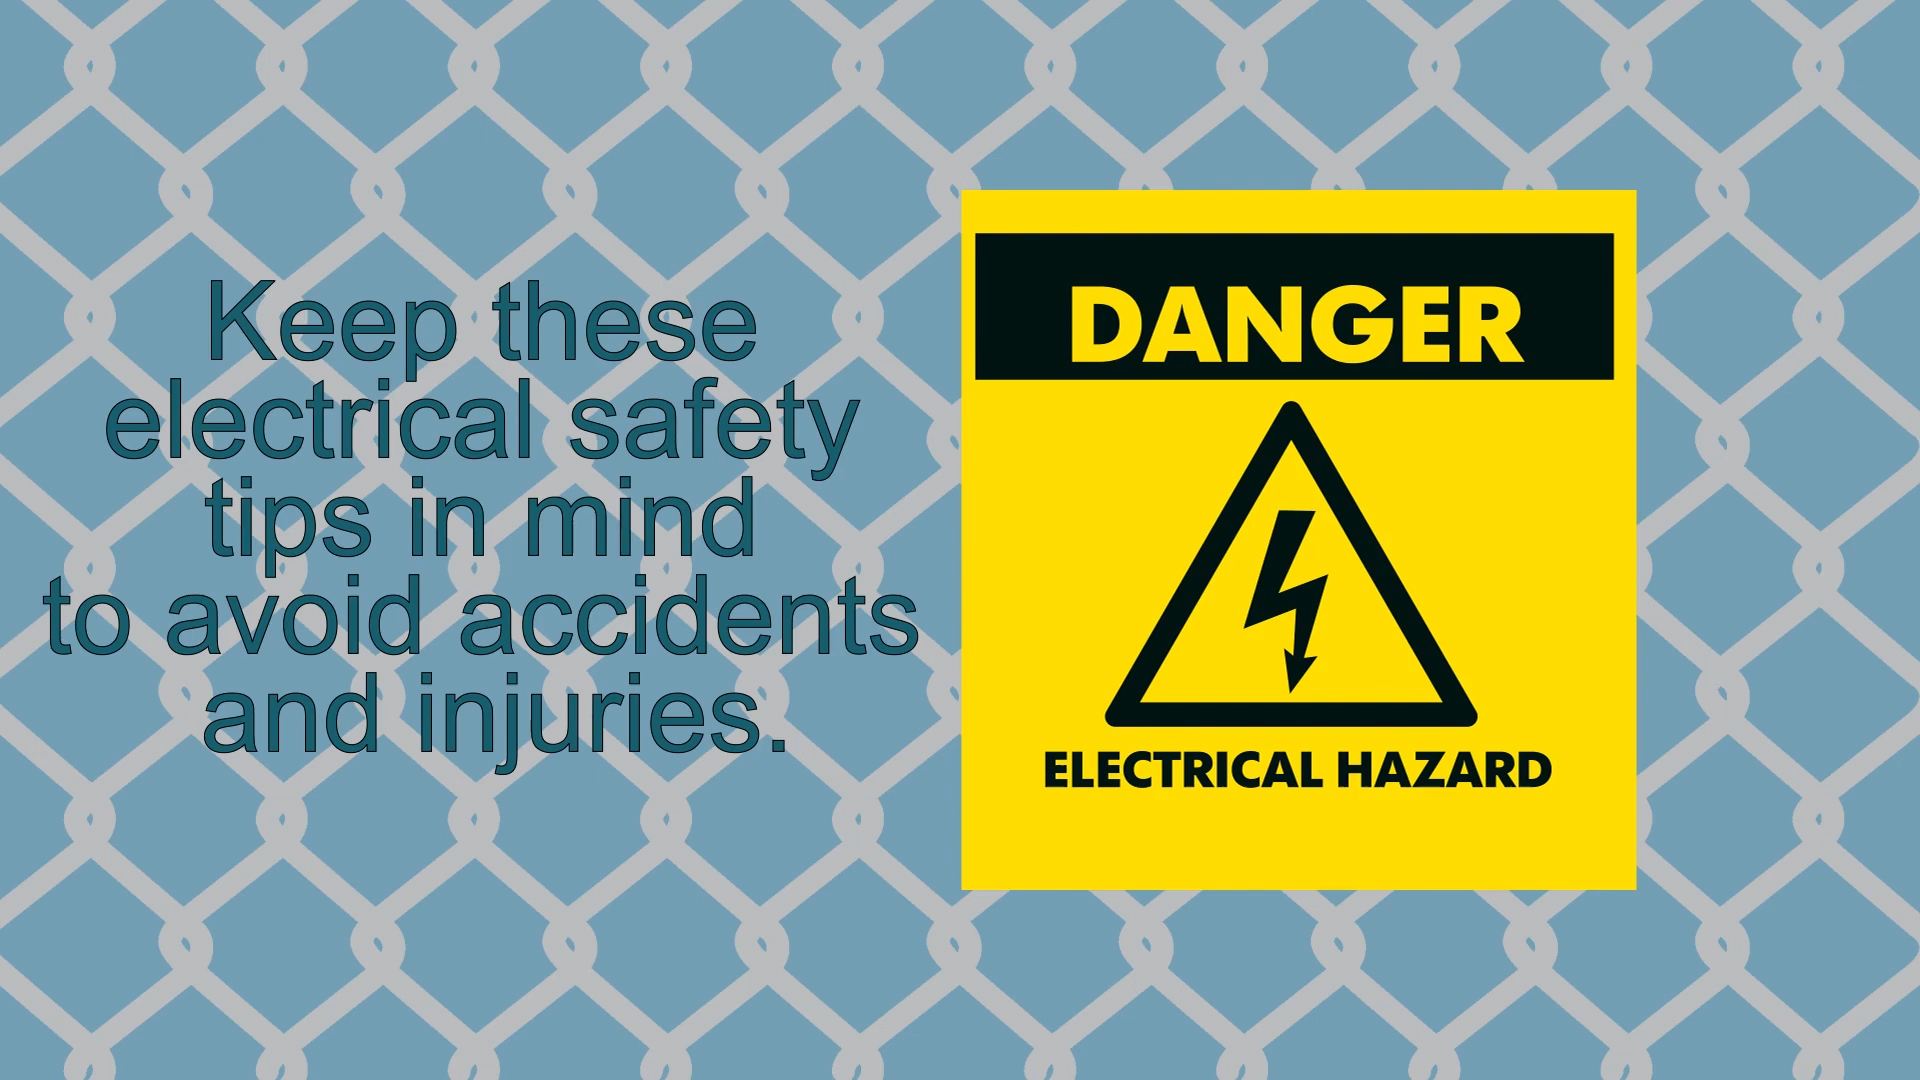 Keep these
electrical safety
tips in mind
to avoid accidents
and injuries.
DANGER
ELECTRICAL HAZARD